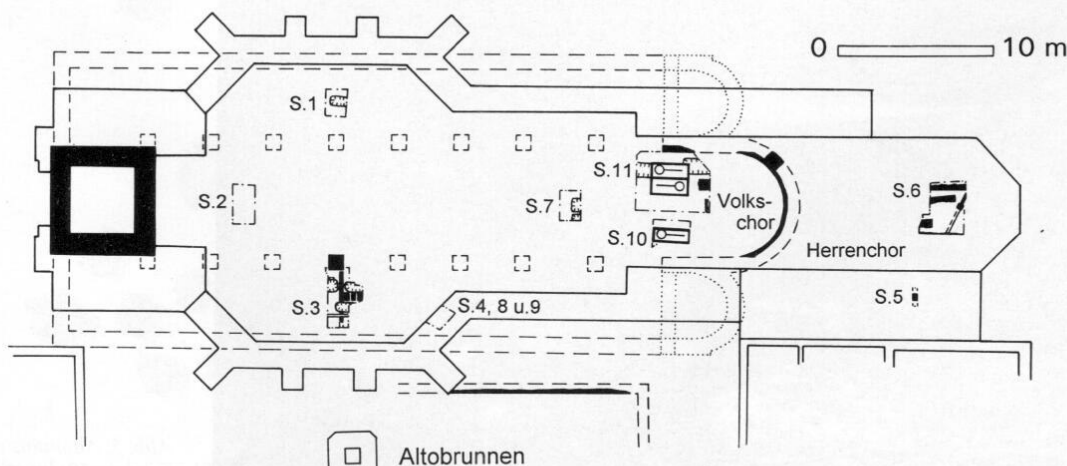 0 10 m
S.1
S.11
S.6
S.2
S.7
Volks-
chor
S.10
Herrenchor
S.3
S.4, 8 u.9
S.5
Altobrunnen